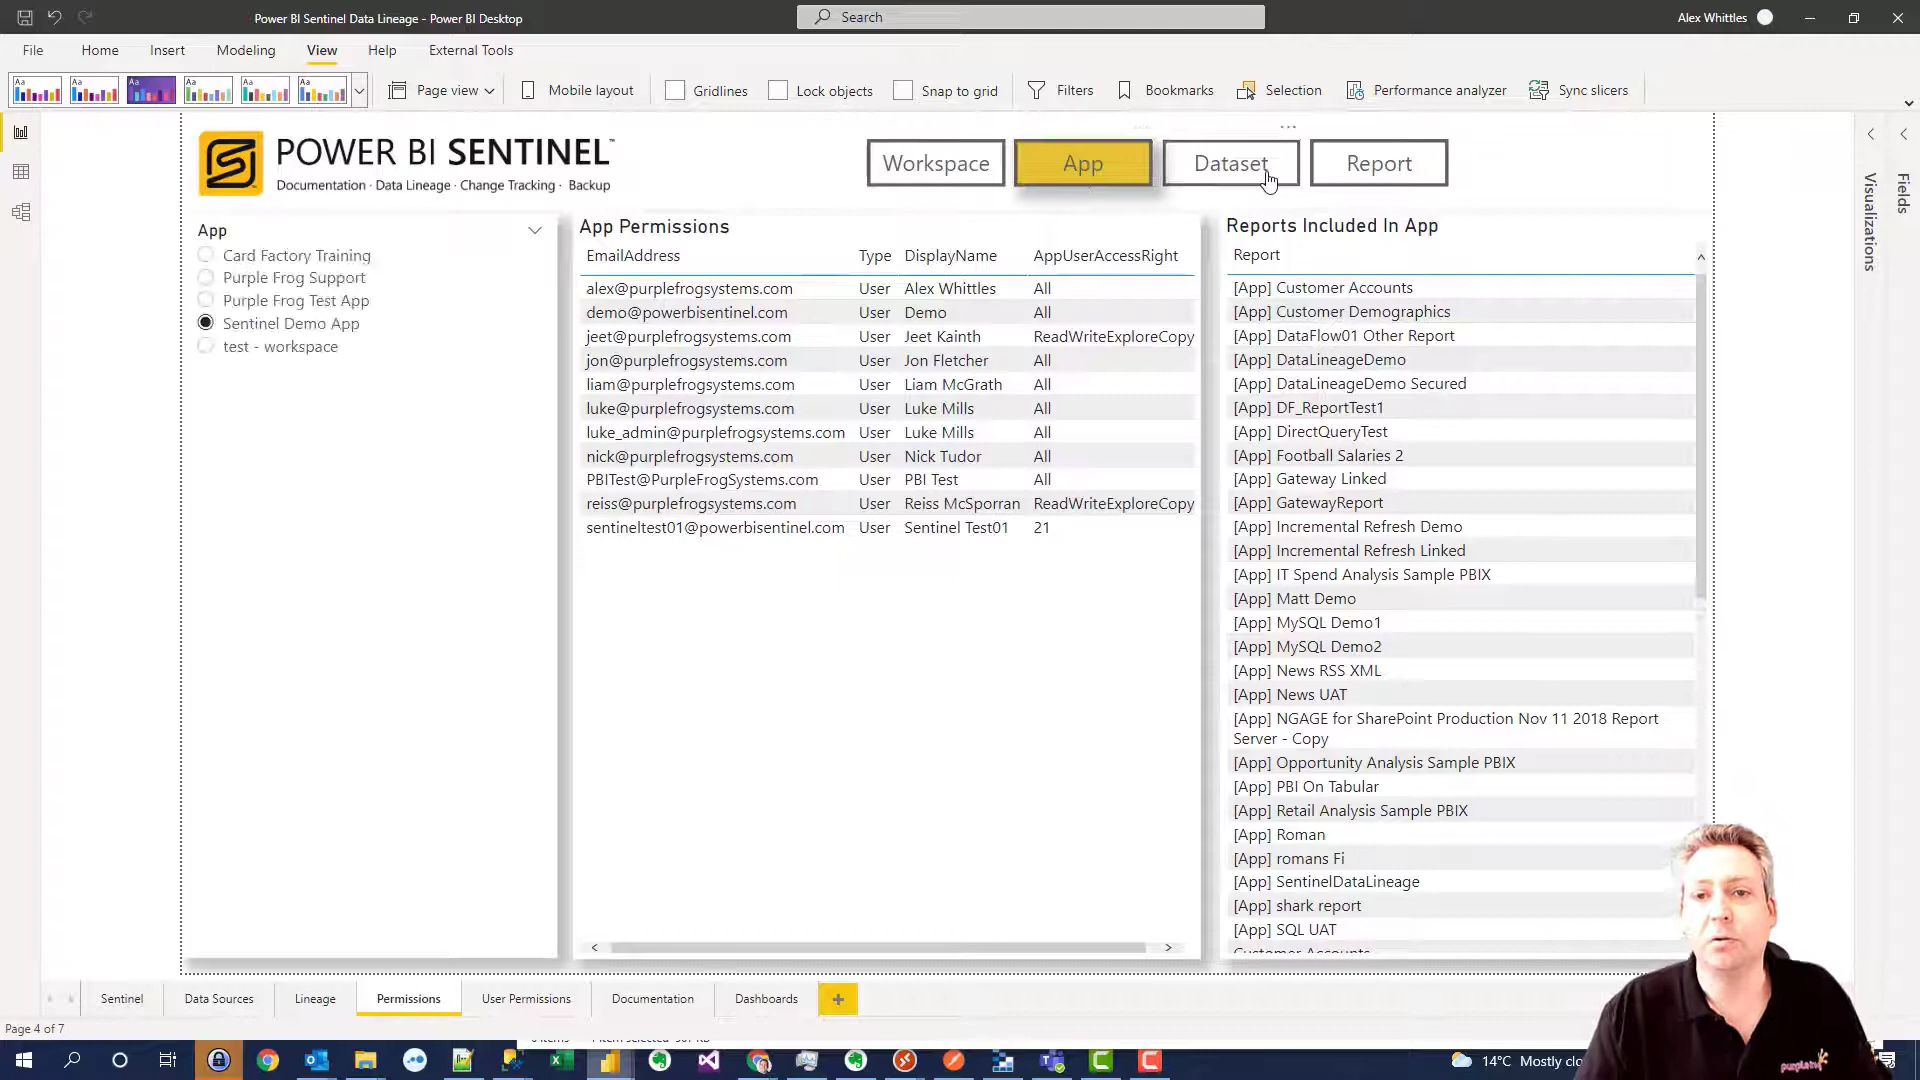 Power BI Sentinel Data Lineage - Power BI Desktop
Search
Alex Whittles
File Home Insert Modeling View Help External Tools
Page view Mobile layout Gridlines Lock objects Snap to grid Filters Bookmarks Selection Performance analyzer Sync slicers
POWER BI SENTINEL™
Documentation · Data Lineage · Change Tracking · Backup
Workspace App Dataset Report
Visualizations
Fields
App
Card Factory Training
Purple Frog Support
Purple Frog Test App
Sentinel Demo App
test - workspace
App Permissions
EmailAddress Type DisplayName AppUserAccessRight
alex@purplefrogsystems.com User Alex Whittles All
demo@powerbisentinel.com User Demo All
jeet@purplefrogsystems.com User Jeet Kainth ReadWriteExploreCopy
jon@purplefrogsystems.com User Jon Fletcher All
liam@purplefrogsystems.com User Liam McGrath All
luke@purplefrogsystems.com User Luke Mills All
luke_admin@purplefrogsystems.com User Luke Mills All
nick@purplefrogsystems.com User Nick Tudor All
PBITest@PurpleFrogSystems.com User PBI Test All
reiss@purplefrogsystems.com User Reiss McSporran ReadWriteExploreCopy
sentineltest01@powerbisentinel.com User Sentinel Test01 21
Reports Included In App
Report
[App] Customer Accounts
[App] Customer Demographics
[App] DataFlow01 Other Report
[App] DataLineageDemo
[App] DataLineageDemo Secured
[App] DF_ReportTest1
[App] DirectQueryTest
[App] Football Salaries 2
[App] Gateway Linked
[App] GatewayReport
[App] Incremental Refresh Demo
[App] Incremental Refresh Linked
[App] IT Spend Analysis Sample PBIX
[App] Matt Demo
[App] MySQL Demo1
[App] MySQL Demo2
[App] News RSS XML
[App] News UAT
[App] NGAGE for SharePoint Production Nov 11 2018 Report
Server - Copy
[App] Opportunity Analysis Sample PBIX
[App] PBI On Tabular
[App] Retail Analysis Sample PBIX
[App] Roman
[App] romans Fi
[App] SentinelDataLineage
[App] shark report
[App] SQL UAT
Customer Accounts
Sentinel Data Sources Lineage Permissions User Permissions Documentation Dashboards +
Page 4 of 7
14°C Mostly clo